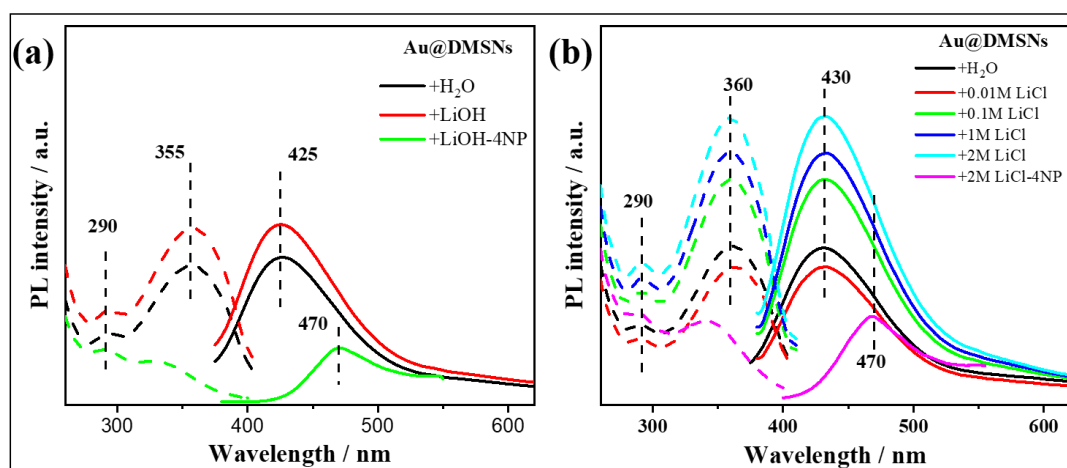 (a)
Au@DMSNs
+H₂O
+LiOH
+LiOH-4NP
355
425
290
470
PL intensity / a.u.
300
400
500
600
Wavelength / nm
(b)
Au@DMSNs
+H₂O
+0.01M LiCl
+0.1M LiCl
+1M LiCl
+2M LiCl
+2M LiCl-4NP
360
430
290
470
PL intensity / a.u.
300
400
500
600
Wavelength / nm